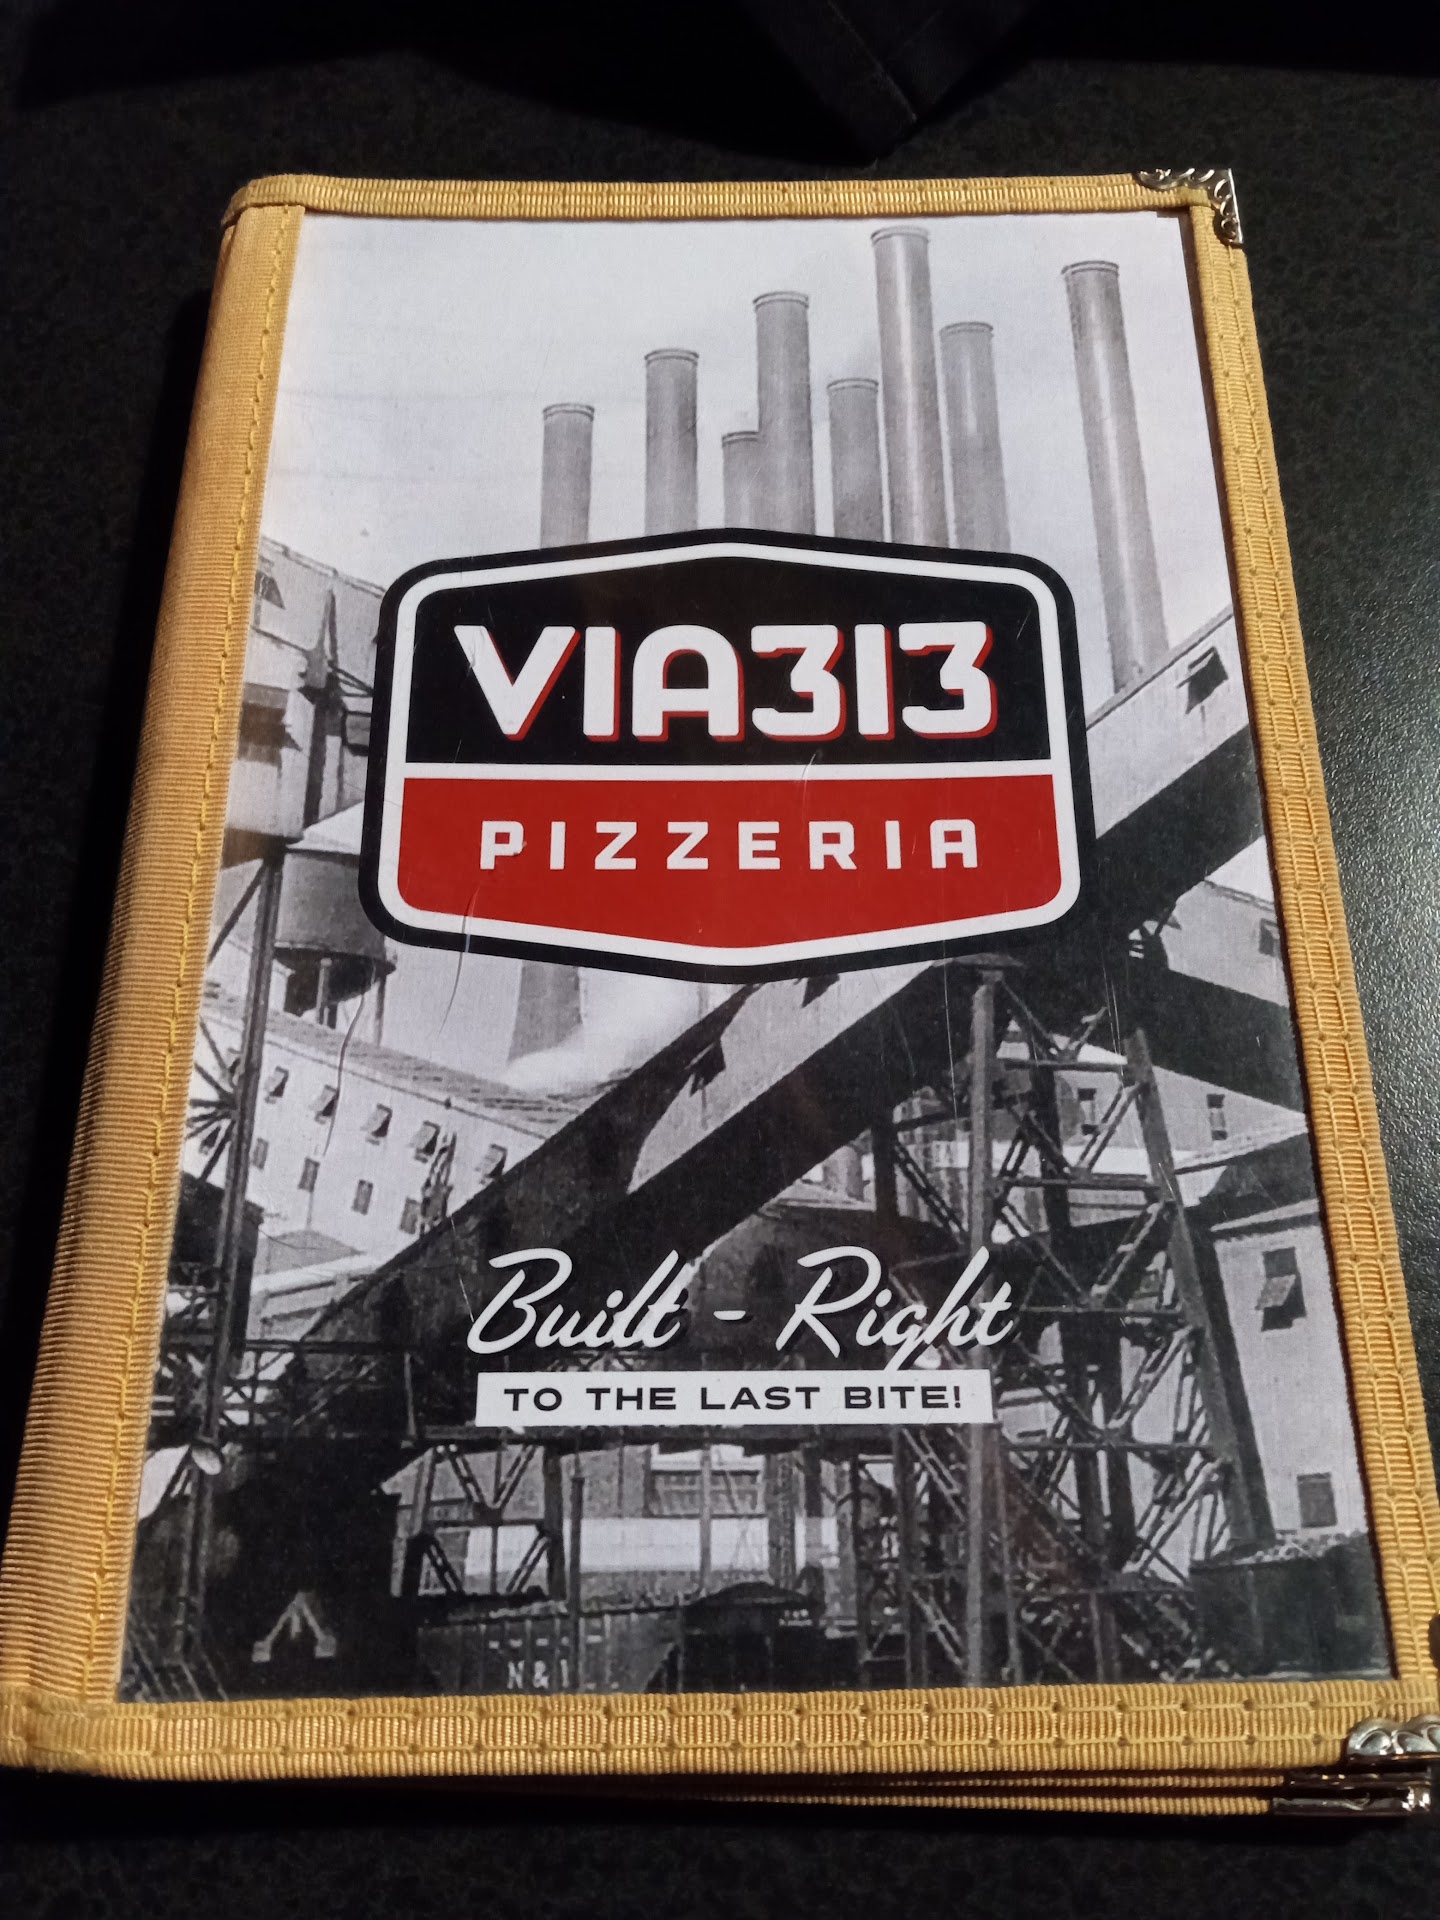 VIA313
PIZZERIA
Built - Right
TO THE LAST BITE!